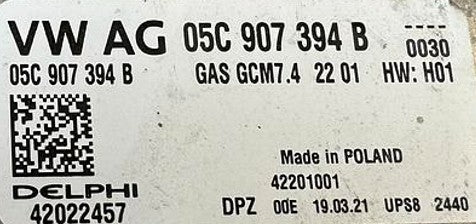 VW AG 05C 907 394 B 0030
05C 907 394 B GAS GCM7.4 22 01 HW: H01
Made in POLAND
42201001
DELPHI
42022457 DPZ 00E 19.03.21 UPS8 2440